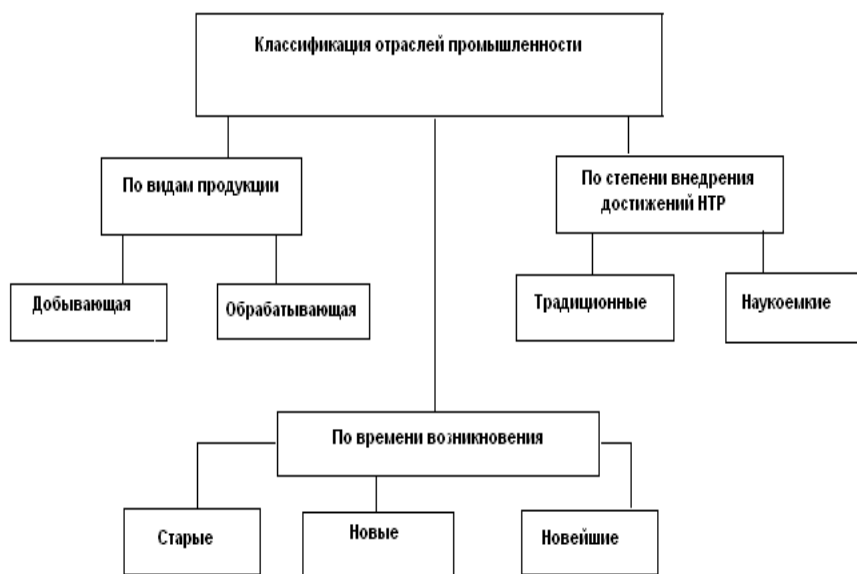 Классификация отраслей промышленности
По видам продукции
По степени внедрения
достижений НТР
Добывающая
Обрабатывающая
Традиционные
Наукоемкие
По времени возникновения
Старые
Новые
Новейшие